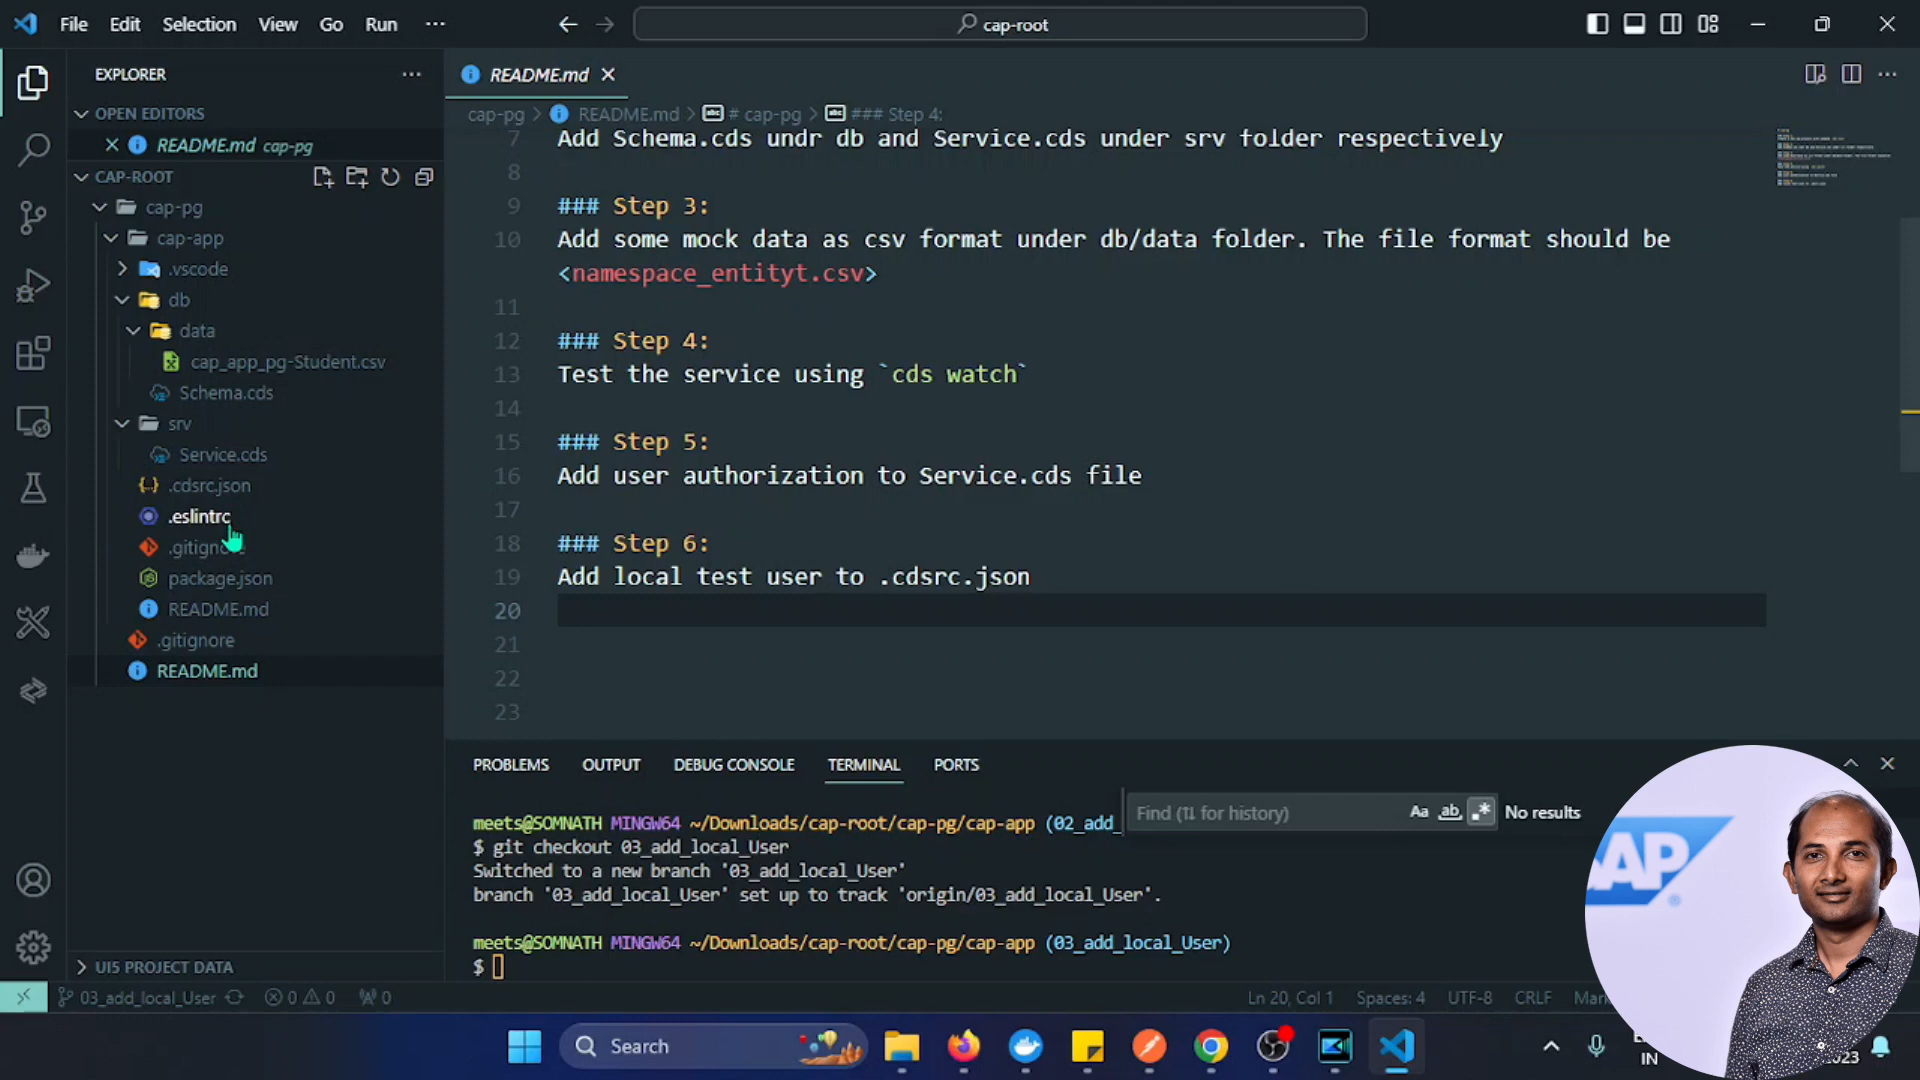 File Edit Selection View Go Run ···
cap-root
EXPLORER
OPEN EDITORS
README.md cap-pg
CAP-ROOT
cap-pg
cap-app
.vscode
db
data
cap_app_pg-Student.csv
Schema.cds
srv
Service.cds
.cdsrc.json
.eslintrc
.gitignore
package.json
README.md
.gitignore
README.md
UI5 PROJECT DATA
README.md
cap-pg > README.md > # cap-pg > ### Step 4:
7 Add Schema.cds undr db and Service.cds under srv folder respectively
8
9 ### Step 3:
10 Add some mock data as csv format under db/data folder. The file format should be
<namespace_entityt.csv>
11
12 ### Step 4:
13 Test the service using `cds watch`
14
15 ### Step 5:
16 Add user authorization to Service.cds file
17
18 ### Step 6:
19 Add local test user to .cdsrc.json
20
21
22
23
PROBLEMS OUTPUT DEBUG CONSOLE TERMINAL PORTS
Find (⇅ for history) Aa ab .* No results
meets@SOMNATH MINGW64 ~/Downloads/cap-root/cap-pg/cap-app (02_add_
$ git checkout 03_add_local_User
Switched to a new branch '03_add_local_User'
branch '03_add_local_User' set up to track 'origin/03_add_local_User'.
meets@SOMNATH MINGW64 ~/Downloads/cap-root/cap-pg/cap-app (03_add_local_User)
$
03_add_local_User 0 0 0
Ln 20, Col 1 Spaces: 4 UTF-8 CRLF Mark
AP
Search
IN
2023